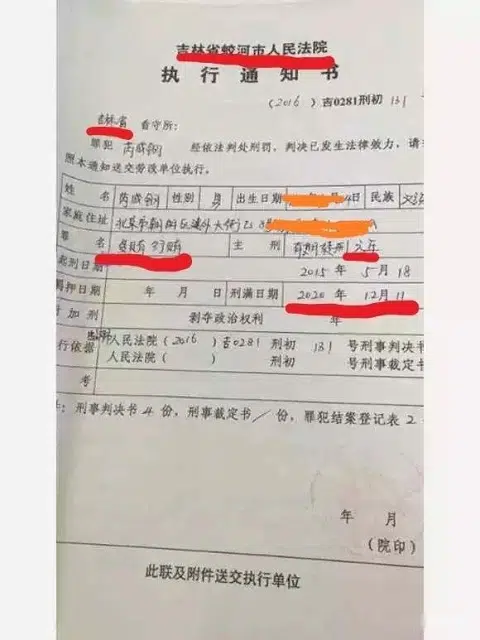 吉林省蛟河市人民法院
执行通知书
(2016)吉0281刑初 131
吉林省 看守所:
罪犯 芮成钢 经依法判处刑罚,判决已发生法律效力,请
照本通知送交劳改单位执行。
姓 名 芮成钢 性别 男 出生日期 4日 民族 汉
家庭住址 北京市朝阳区建外大街乙8号
罪 名 受贿 行贿 主 刑 有期徒刑 六年
起刑日期 2015 年 5 月 18
羁押日期 年 月 日 刑满日期 2020 年 12月 11
附加刑 剥夺政治权利 年
行依据 人民法院(2016)吉0281 刑初 131 号刑事判决书
人民法院( ) 刑初 号刑事裁定书
考
注:刑事判决书 4 份,刑事裁定书 / 份,罪犯结案登记表 2
年 月
(院印)
此联及附件送交执行单位